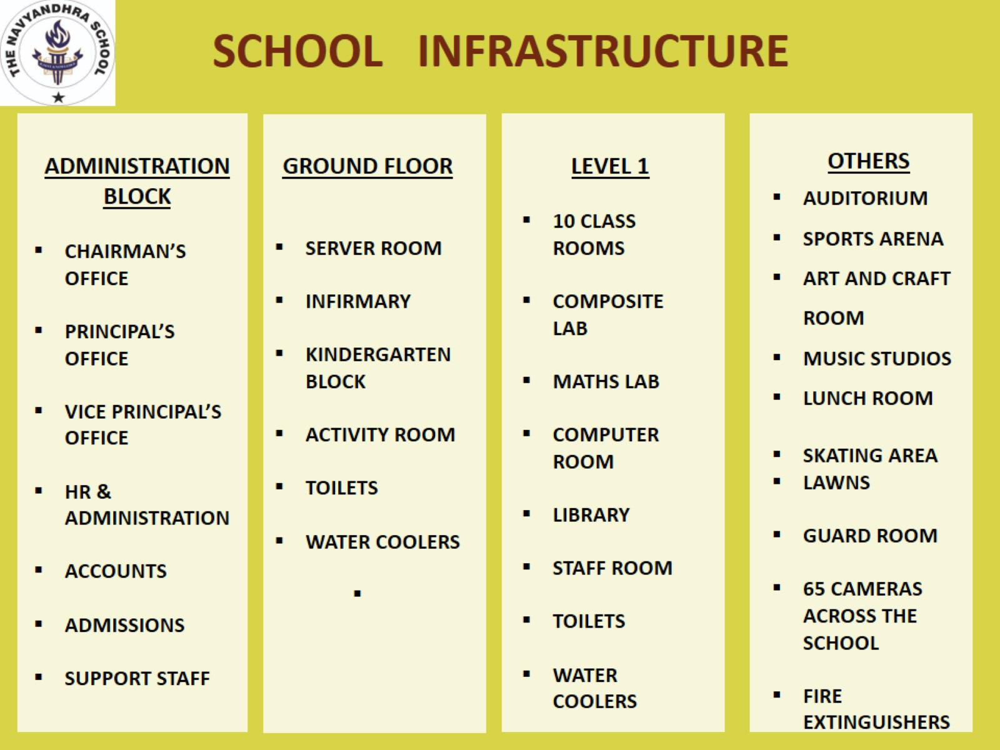 THE NAVYANDHRA SCHOOL
SCHOOL INFRASTRUCTURE
ADMINISTRATION
BLOCK
▪ CHAIRMAN’S
OFFICE
▪ PRINCIPAL’S
OFFICE
▪ VICE PRINCIPAL’S
OFFICE
▪ HR &
ADMINISTRATION
▪ ACCOUNTS
▪ ADMISSIONS
▪ SUPPORT STAFF
GROUND FLOOR
▪ SERVER ROOM
▪ INFIRMARY
▪ KINDERGARTEN
BLOCK
▪ ACTIVITY ROOM
▪ TOILETS
▪ WATER COOLERS
▪
LEVEL 1
▪ 10 CLASS
ROOMS
▪ COMPOSITE
LAB
▪ MATHS LAB
▪ COMPUTER
ROOM
▪ LIBRARY
▪ STAFF ROOM
▪ TOILETS
▪ WATER
COOLERS
OTHERS
▪ AUDITORIUM
▪ SPORTS ARENA
▪ ART AND CRAFT
ROOM
▪ MUSIC STUDIOS
▪ LUNCH ROOM
▪ SKATING AREA
▪ LAWNS
▪ GUARD ROOM
▪ 65 CAMERAS
ACROSS THE
SCHOOL
▪ FIRE
EXTINGUISHERS